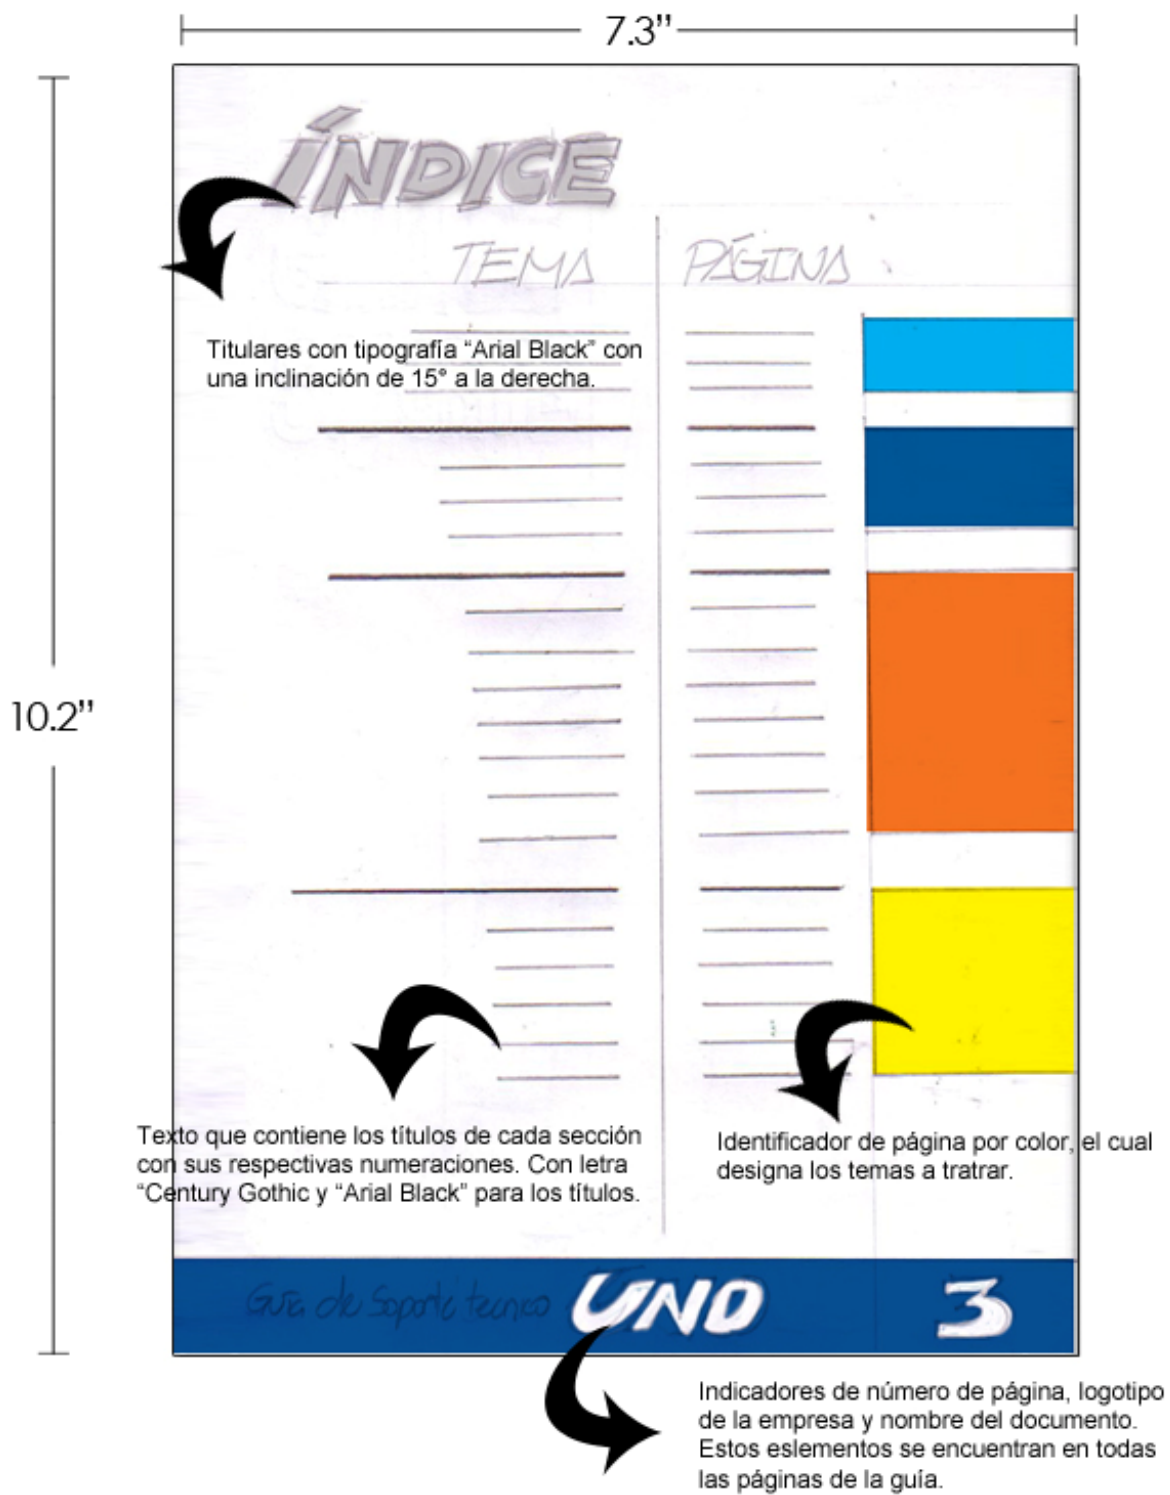 7.3”
ÍNDICE
TEMA
PÁGINA
Titulares con tipografía “Arial Black” con
una inclinación de 15° a la derecha.
10.2”
Texto que contiene los títulos de cada sección
con sus respectivas numeraciones. Con letra
“Century Gothic y “Arial Black” para los títulos.
Identificador de página por color, el cual
designa los temas a tratrar.
Guía de Soporte técnico
UNO
3
Indicadores de número de página, logotipo
de la empresa y nombre del documento.
Estos eslementos se encuentran en todas
las páginas de la guía.